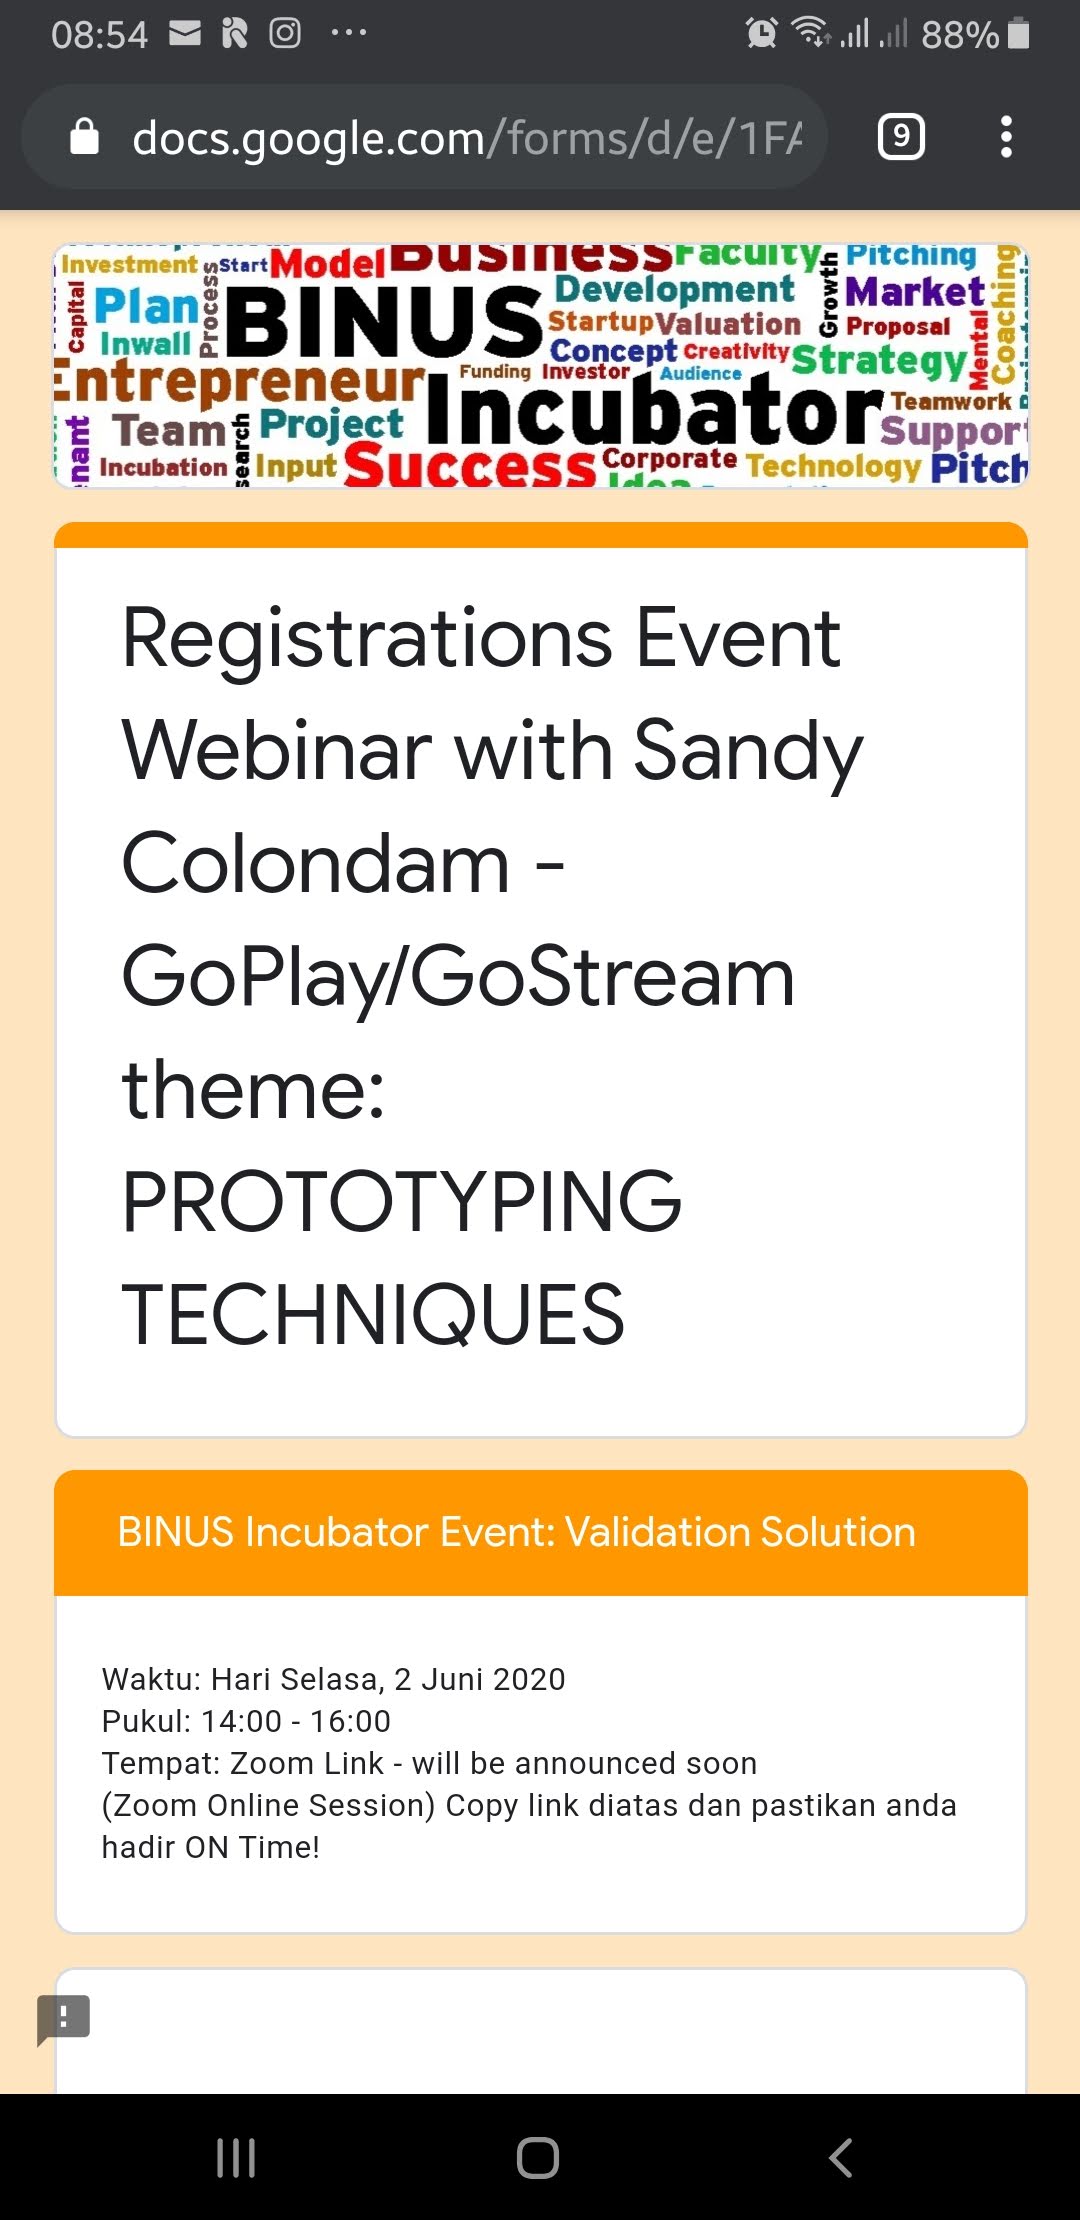 08:54
88%
docs.google.com/forms/d/e/1FA
9
Investment
Start
Model
Business
Faculty
Pitching
Capital
Plan
Process
BINUS
Development
Growth
Market
Coaching
Inwall
Startup
Valuation
Proposal
Mental
Concept
Creativity
Strategy
Entrepreneur
Funding
Investor
Audience
Incubator
Teamwork
Team
search
Project
Support
nant
Incubation
Input
Success
Corporate
Technology
Pitch
Idea
Registrations Event
Webinar with Sandy
Colondam -
GoPlay/GoStream
theme:
PROTOTYPING
TECHNIQUES
BINUS Incubator Event: Validation Solution
Waktu: Hari Selasa, 2 Juni 2020
Pukul: 14:00 - 16:00
Tempat: Zoom Link - will be announced soon
(Zoom Online Session) Copy link diatas dan pastikan anda
hadir ON Time!